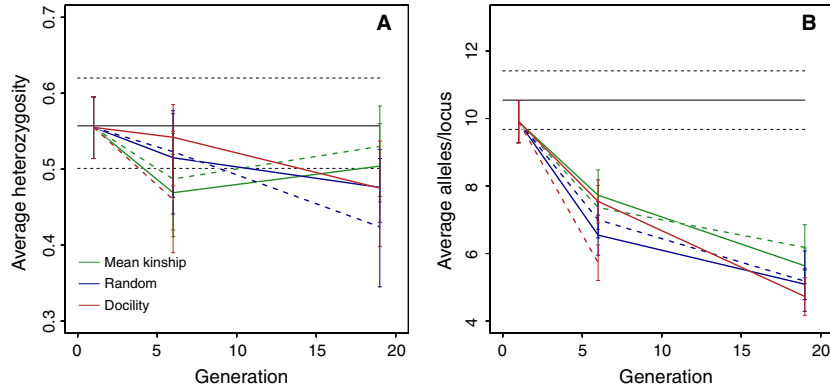 A
Average heterozygosity
0.7
0.6
0.5
0.4
0.3
Mean kinship
Random
Docility
0 5 10 15 20
Generation
B
Average alleles/locus
12
10
8
6
4
0 5 10 15 20
Generation